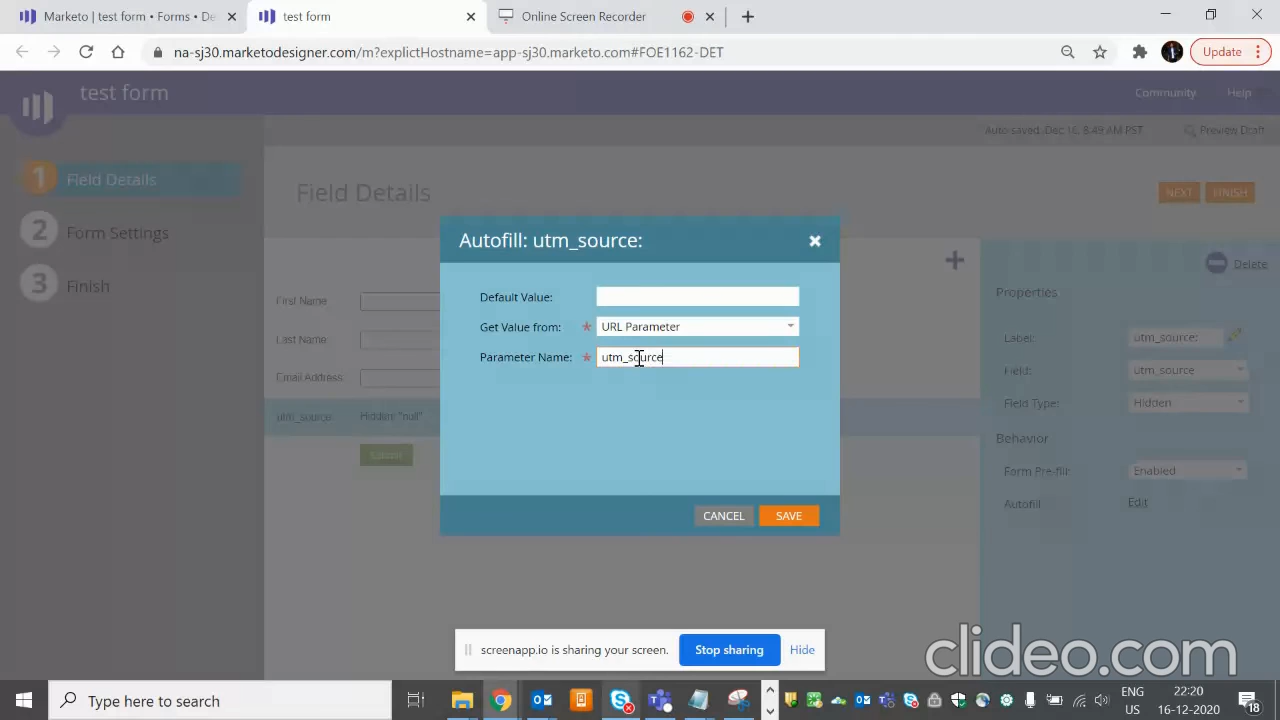 Marketo | test form • Forms • De
test form
Online Screen Recorder
na-sj30.marketodesigner.com/m?explictHostname=app-sj30.marketo.com#FOE1162-DET
Update
test form
Community
Help
Auto saved: Dec 16, 8:49 AM PST
Preview Draft
1 Field Details
2 Form Settings
3 Finish
Field Details
NEXT
FINISH
Autofill: utm_source:
Default Value:
Get Value from: * URL Parameter
Parameter Name: * utm_source
CANCEL
SAVE
First Name
Last Name
Email Address
utm_source: Hidden "null"
Submit
Delete
Properties
Label: utm_source:
Field: utm_source
Field Type: Hidden
Behavior
Form Pre-fill: Enabled
Autofill Edit
screenapp.io is sharing your screen.
Stop sharing
Hide
clideo.com
Type here to search
ENG
US
22:20
16-12-2020
18